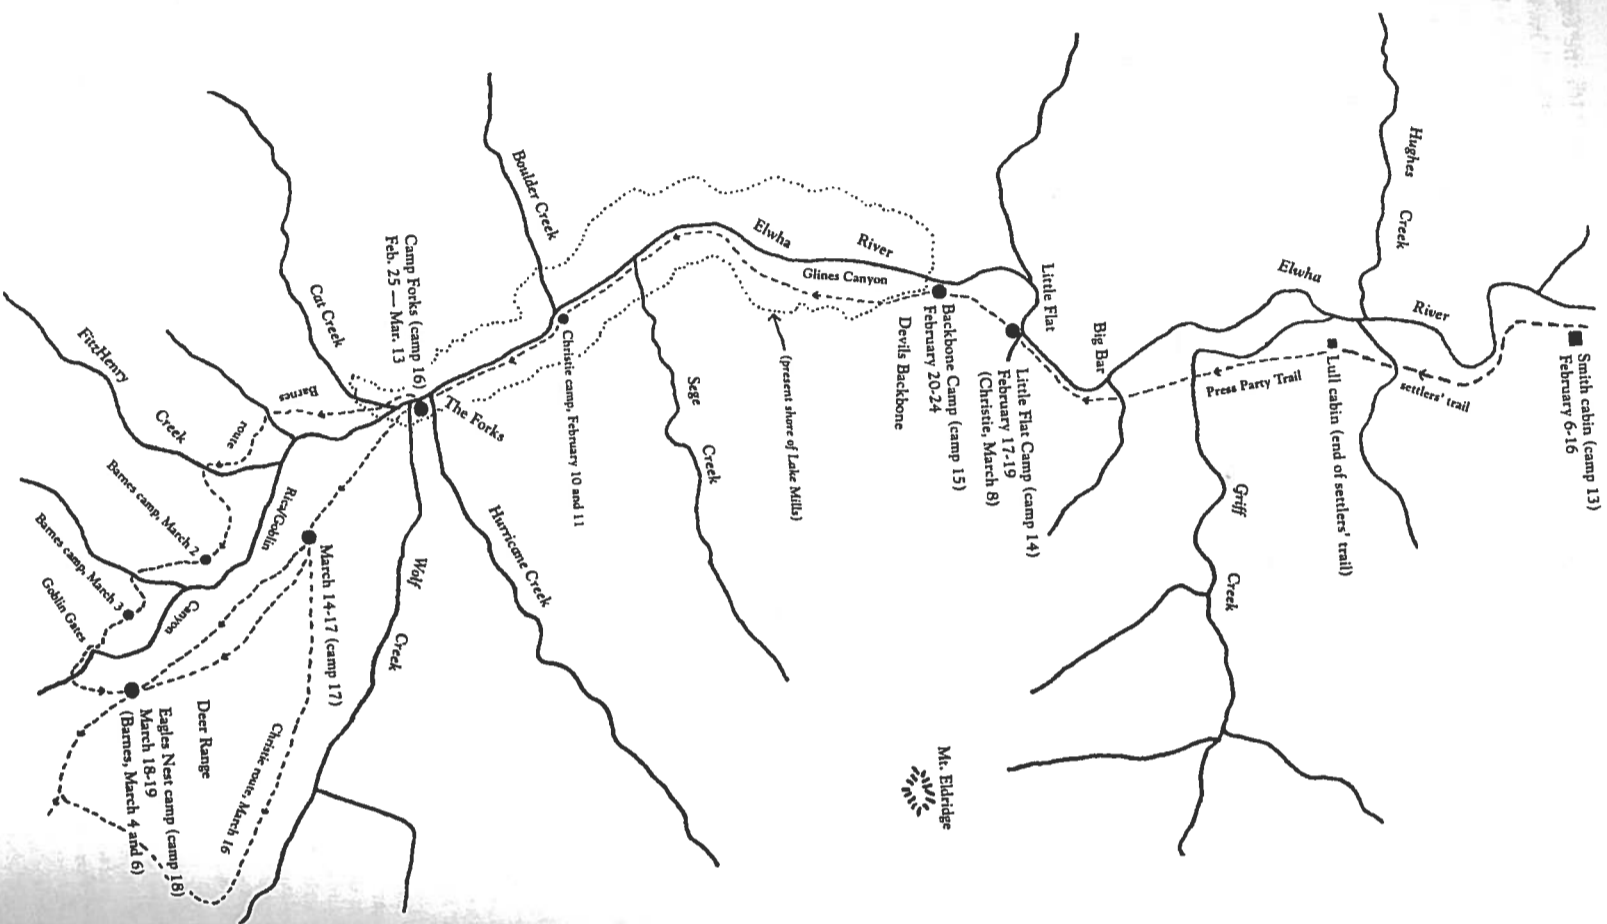 Smith cabin (camp 13)
February 6-16
settlers' trail
Hughes
Creek
River
Elwha
Lull cabin (end of settlers' trail)
Press Party Trail
Griff
Creek
Big Bar
Little Flat
Little Flat Camp (camp 14)
February 17-19
(Christie, March 8)
Backbone Camp (camp 15)
February 20-24
Devils Backbone
Mt. Eldridge
River
Elwha
Glines Canyon
(present shore of Lake Mills)
Sege
Creek
Boulder Creek
Christie camp, February 10 and 11
The Forks
Hurricane Creek
Camp Forks (camp 16)
Feb. 25 — Mar. 13
Cat Creek
Wolf
Creek
Barnes
route
FitzHenry
Creek
Rica/Goblin
Canyon
March 14-17 (camp 17)
Barnes camp, March 2
Barnes camp, March 3
Goblin Gates
Christie route, March 16
Deer Range
Eagles Nest camp (camp 18)
March 18-19
(Barnes, March 4 and 6)